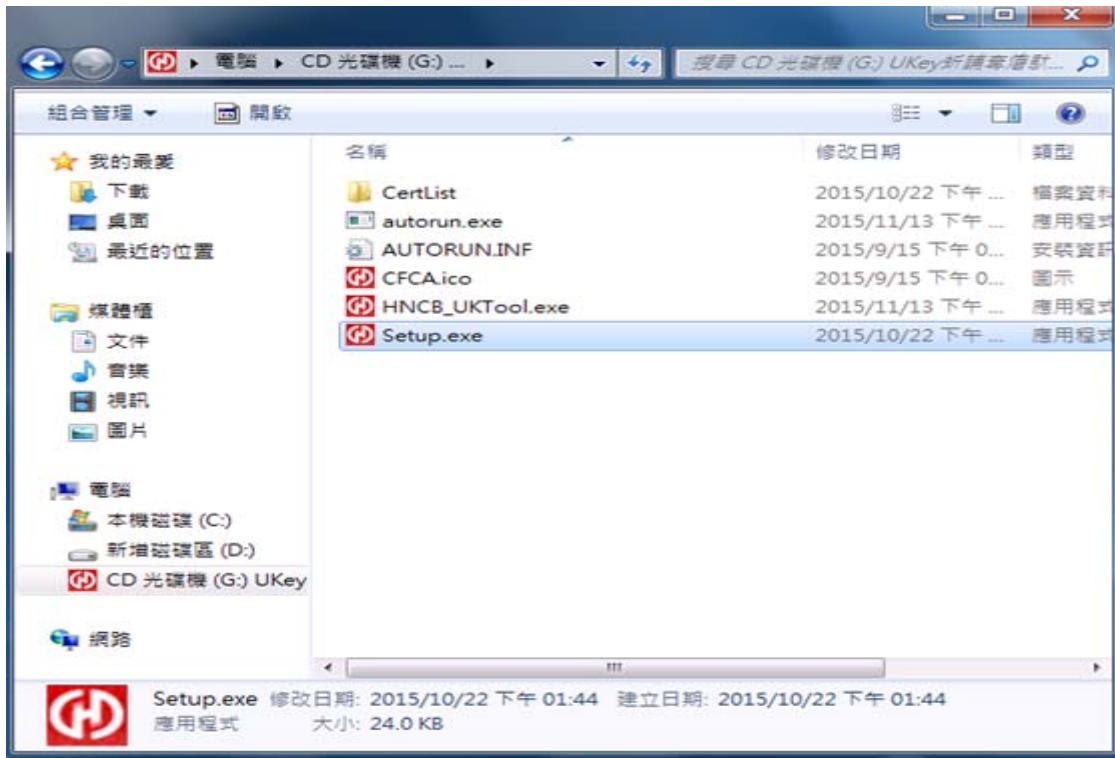 電腦 CD 光碟機 (G:) ...
搜尋 CD 光碟機 (G:) UKey
組合管理 開啟
我的最愛
下載
桌面
最近的位置
媒體櫃
文件
音樂
視訊
圖片
電腦
本機磁碟 (C:)
新增磁碟區 (D:)
CD 光碟機 (G:) UKey
網路
名稱 修改日期 類型
CertList 2015/10/22 下午 ... 檔案資料
autorun.exe 2015/11/13 下午 ... 應用程式
AUTORUN.INF 2015/9/15 下午 0... 安裝資訊
CFCA.ico 2015/9/15 下午 0... 圖示
HNCB_UKTool.exe 2015/11/13 下午 ... 應用程式
Setup.exe 2015/10/22 下午 ... 應用程式
Setup.exe 修改日期: 2015/10/22 下午 01:44 建立日期: 2015/10/22 下午 01:44
應用程式 大小: 24.0 KB